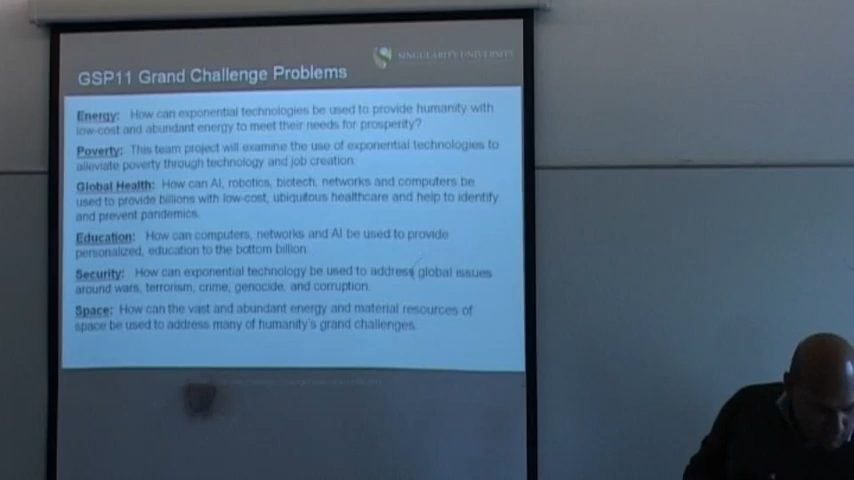 SINGULARITY UNIVERSITY
GSP11 Grand Challenge Problems
Energy: How can exponential technologies be used to provide humanity with
low-cost and abundant energy to meet their needs for prosperity?
Poverty: This team project will examine the use of exponential technologies to
alleviate poverty through technology and job creation.
Global Health: How can AI, robotics, biotech, networks and computers be
used to provide billions with low-cost, ubiquitous healthcare and help to identify
and prevent pandemics.
Education: How can computers, networks and AI be used to provide
personalized, education to the bottom billion.
Security: How can exponential technology be used to address global issues
around wars, terrorism, crime, genocide, and corruption.
Space: How can the vast and abundant energy and material resources of
space be used to address many of humanity's grand challenges.